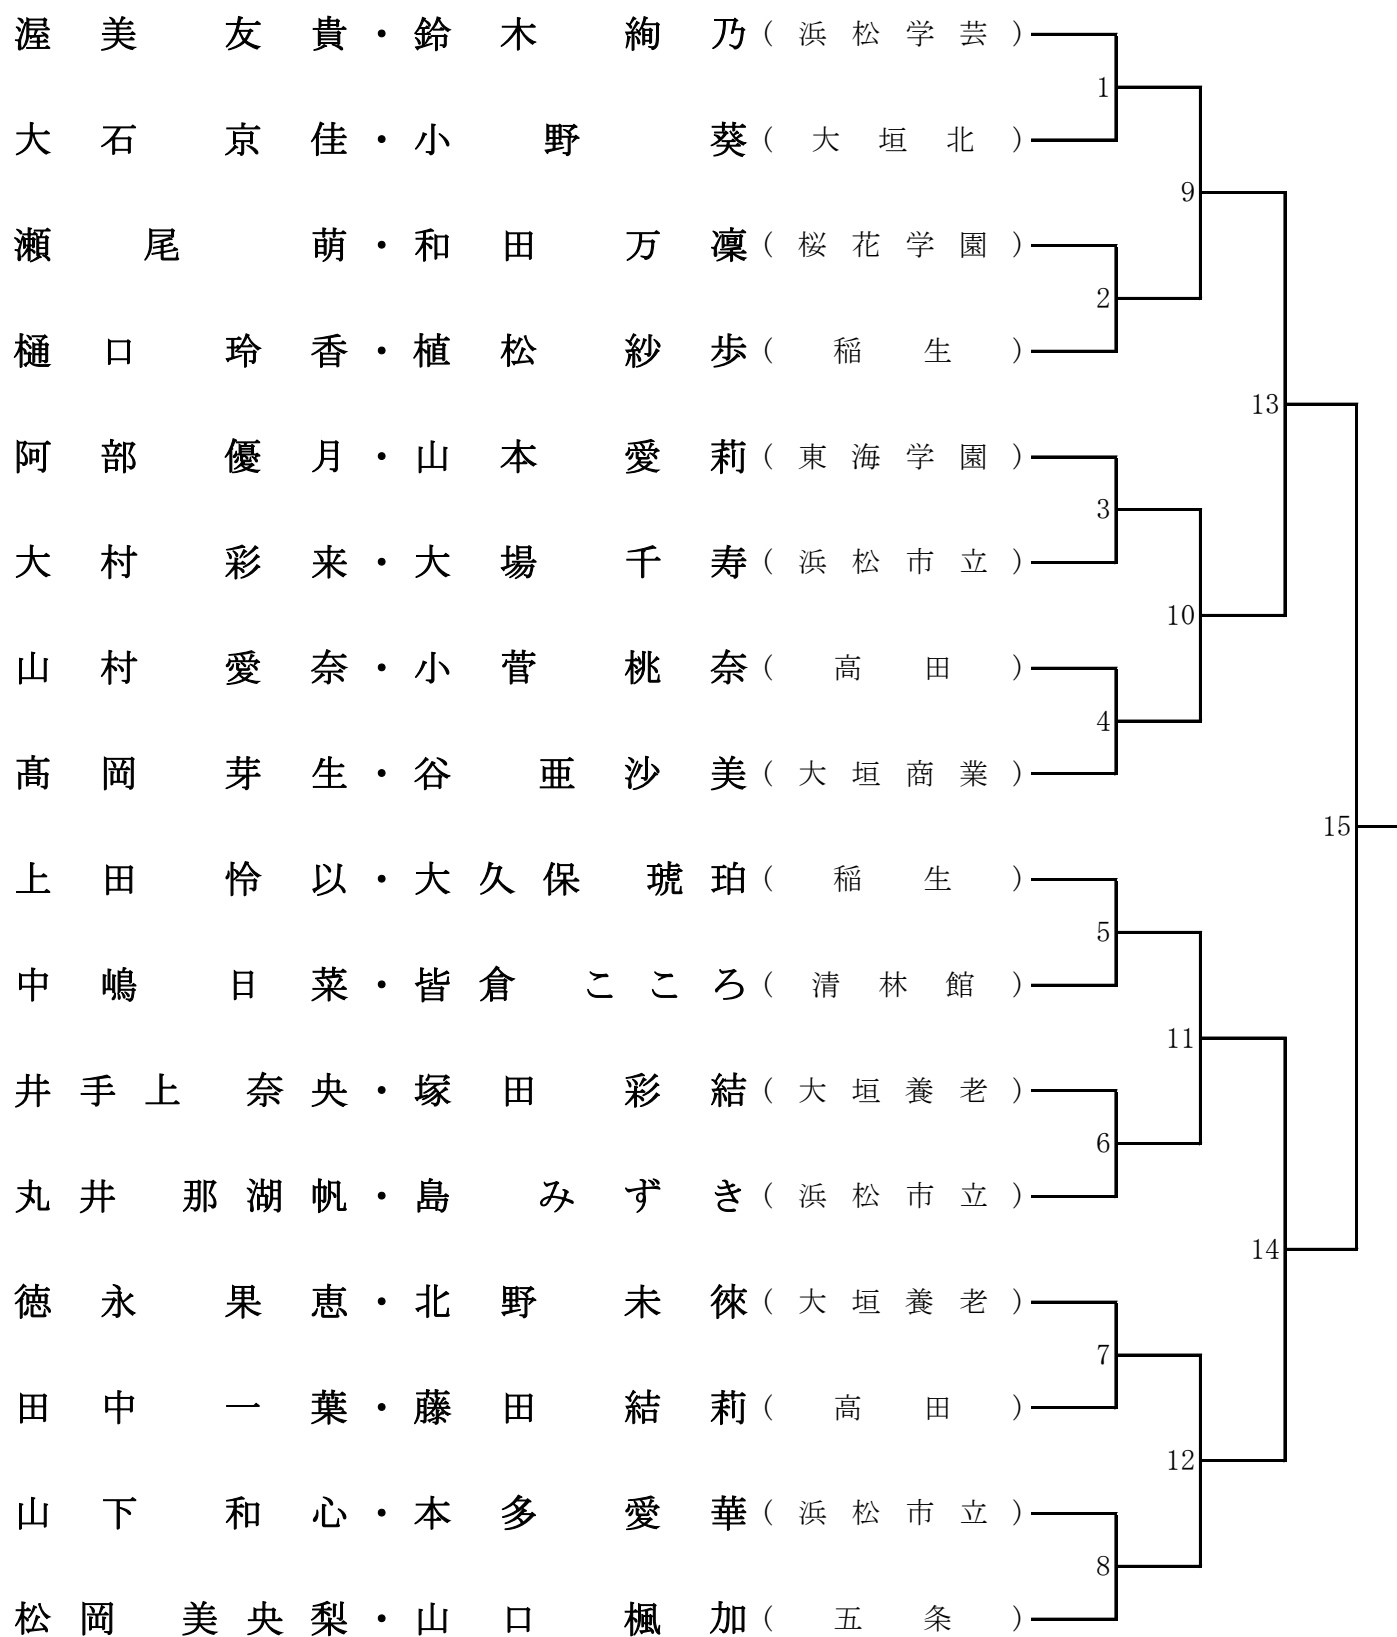 渥美 友貴・鈴木 絢乃(浜松学芸)
1
大石 京佳・小野 葵(大垣北)
9
瀬尾 萌・和田 万凜(桜花学園)
2
樋口 玲香・植松 紗歩(稲生)
13
阿部 優月・山本 愛莉(東海学園)
3
大村 彩来・大場 千寿(浜松市立)
10
山村 愛奈・小菅 桃奈(高田)
4
髙岡 芽生・谷 亜沙美(大垣商業)
15
上田 怜以・大久保 琥珀(稲生)
5
中嶋 日菜・皆倉 こころ(清林館)
11
井手上 奈央・塚田 彩結(大垣養老)
6
丸井 那湖帆・島 みずき(浜松市立)
14
徳永 果恵・北野 未徠(大垣養老)
7
田中 一葉・藤田 結莉(高田)
12
山下 和心・本多 愛華(浜松市立)
8
松岡 美央梨・山口 楓加(五条)